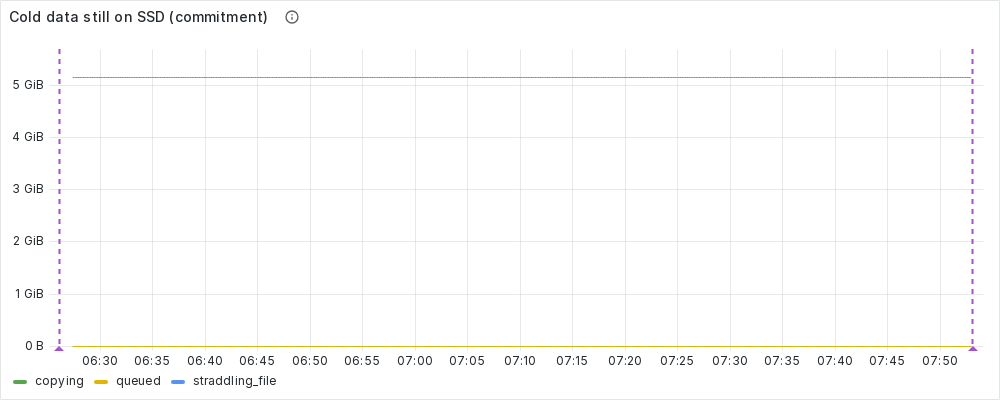 Cold data still on SSD (commitment)
5 GiB
4 GiB
3 GiB
2 GiB
1 GiB
0 B
06:30 06:35 06:40 06:45 06:50 06:55 07:00 07:05 07:10 07:15 07:20 07:25 07:30 07:35 07:40 07:45 07:50
copying queued straddling_file